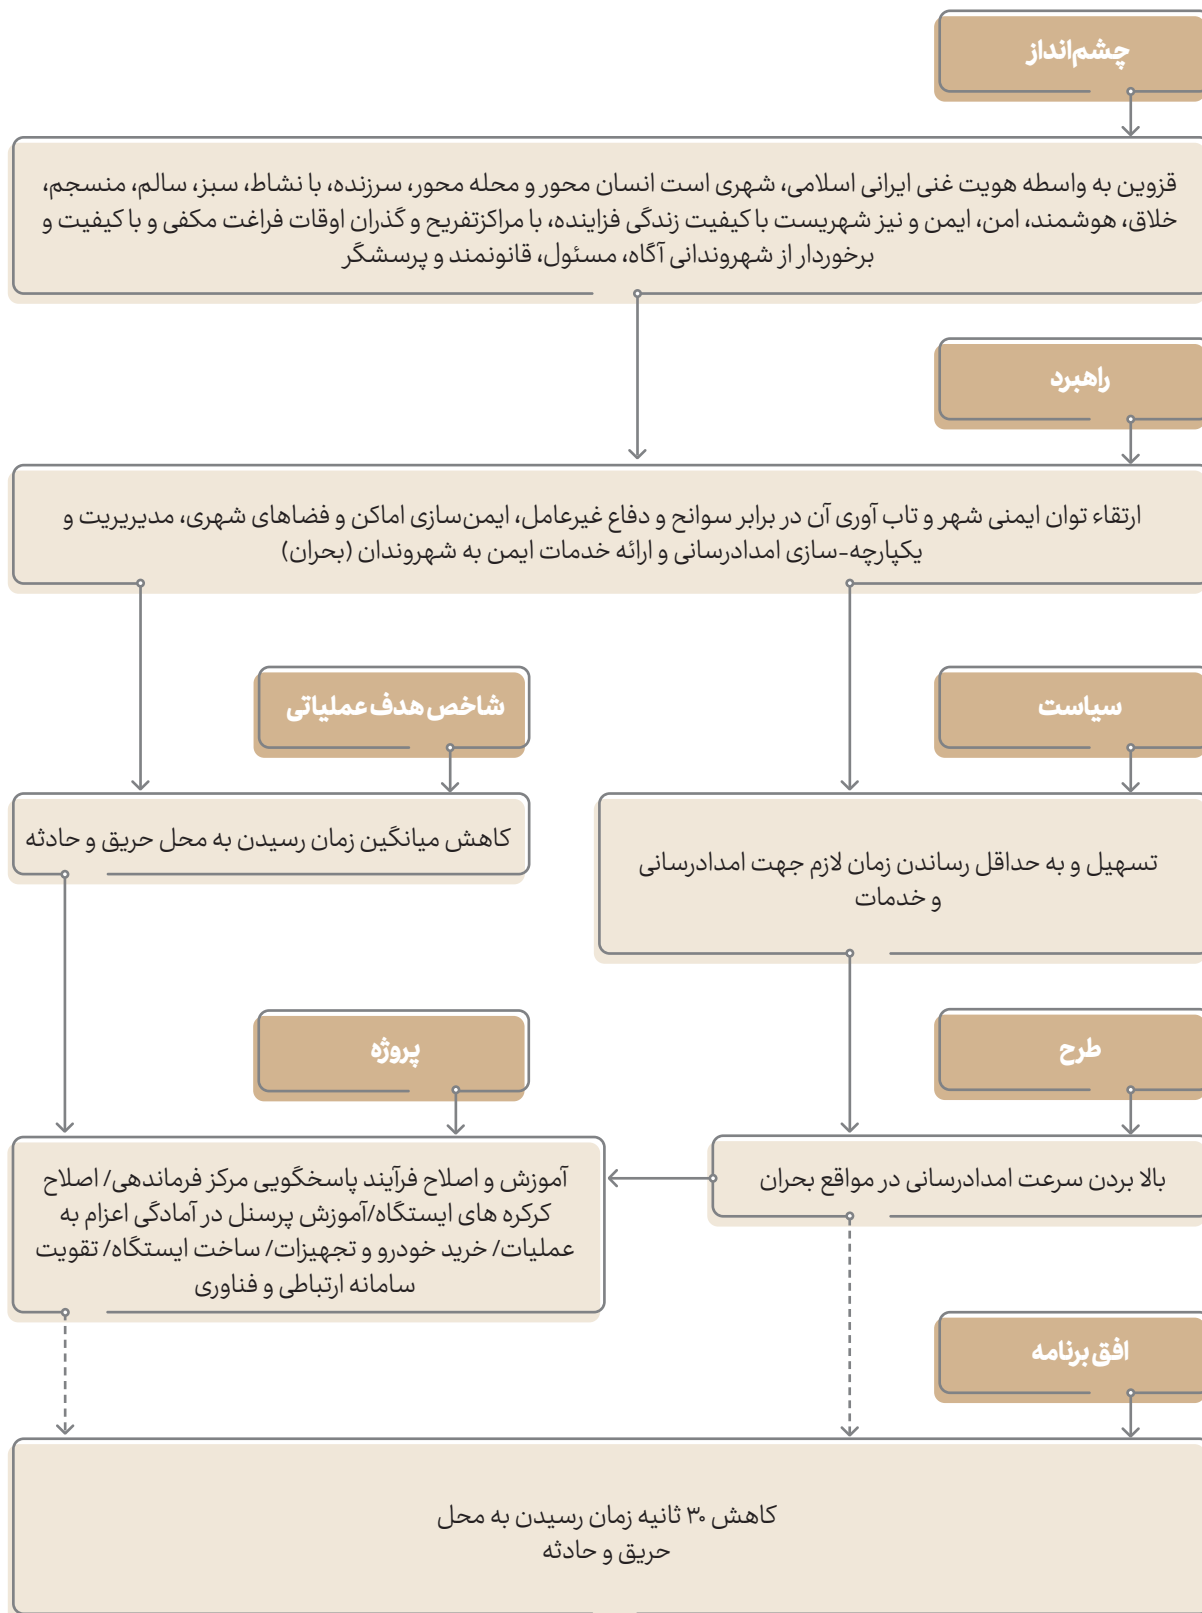 چشم‌انداز
قزوین به واسطه هویت غنی ایرانی اسلامی، شهری است انسان محور و محله محور، سرزنده، با نشاط، سبز، سالم، منسجم،
خلاق، هوشمند، امن، ایمن و نیز شهریست با کیفیت زندگی فزاینده، با مراکزتفریح و گذران اوقات فراغت مکفی و با کیفیت و
برخوردار از شهروندانی آگاه، مسئول، قانونمند و پرسشگر
راهبرد
ارتقاء توان ایمنی شهر و تاب آوری آن در برابر سوانح و دفاع غیرعامل، ایمن‌سازی اماکن و فضاهای شهری، مدیریریت و
یکپارچه-سازی امدادرسانی و ارائه خدمات ایمن به شهروندان (بحران)
سیاست
تسهیل و به حداقل رساندن زمان لازم جهت امدادرسانی
و خدمات
شاخص هدف عملیاتی
کاهش میانگین زمان رسیدن به محل حریق و حادثه
طرح
بالا بردن سرعت امدادرسانی در مواقع بحران
پروژه
آموزش و اصلاح فرآیند پاسخگویی مرکز فرماندهی/ اصلاح
کرکره های ایستگاه/آموزش پرسنل در آمادگی اعزام به
عملیات/ خرید خودرو و تجهیزات/ ساخت ایستگاه/ تقویت
سامانه ارتباطی و فناوری
افق برنامه
کاهش ۳۰ ثانیه زمان رسیدن به محل
حریق و حادثه